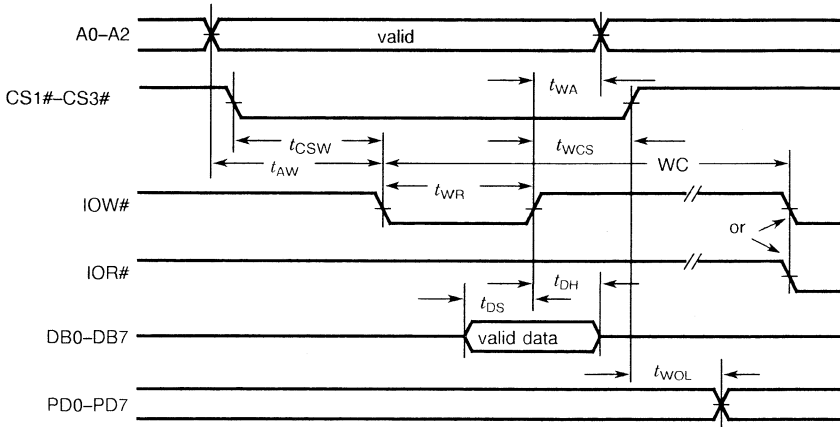 A0–A2
valid
tWA
CS1#–CS3#
tCSW
tWCS
tAW
WC
tWR
IOW#
or
IOR#
tDH
tDS
DB0–DB7
valid data
tWOL
PD0–PD7